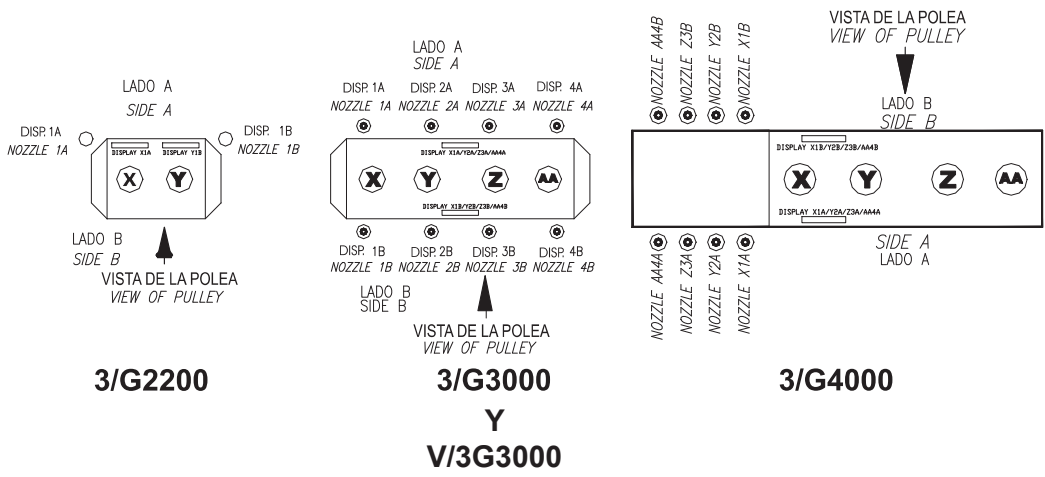 LADO A
SIDE A
DISP. 1A
NOZZLE 1A
DISP. 1B
NOZZLE 1B
DISPLAY X1A
DISPLAY Y1B
X
Y
LADO B
SIDE B
VISTA DE LA POLEA
VIEW OF PULLEY
3/G2200
LADO A
SIDE A
DISP. 1A
NOZZLE 1A
DISP. 2A
NOZZLE 2A
DISP. 3A
NOZZLE 3A
DISP. 4A
NOZZLE 4A
DISPLAY X1A/Y2A/Z3A/AA4A
X
Y
Z
AA
DISPLAY X1B/Y2B/Z3B/AA4B
DISP. 1B
NOZZLE 1B
DISP. 2B
NOZZLE 2B
DISP. 3B
NOZZLE 3B
DISP. 4B
NOZZLE 4B
LADO B
SIDE B
VISTA DE LA POLEA
VIEW OF PULLEY
3/G3000
Y
V/3G3000
NOZZLE AA4B
NOZZLE Z3B
NOZZLE Y2B
NOZZLE X1B
VISTA DE LA POLEA
VIEW OF PULLEY
LADO B
SIDE B
DISPLAY X1B/Y2B/Z3B/AA4B
X
Y
Z
AA
DISPLAY X1A/Y2A/Z3A/AA4A
SIDE A
LADO A
NOZZLE AA4A
NOZZLE Z3A
NOZZLE Y2A
NOZZLE X1A
3/G4000